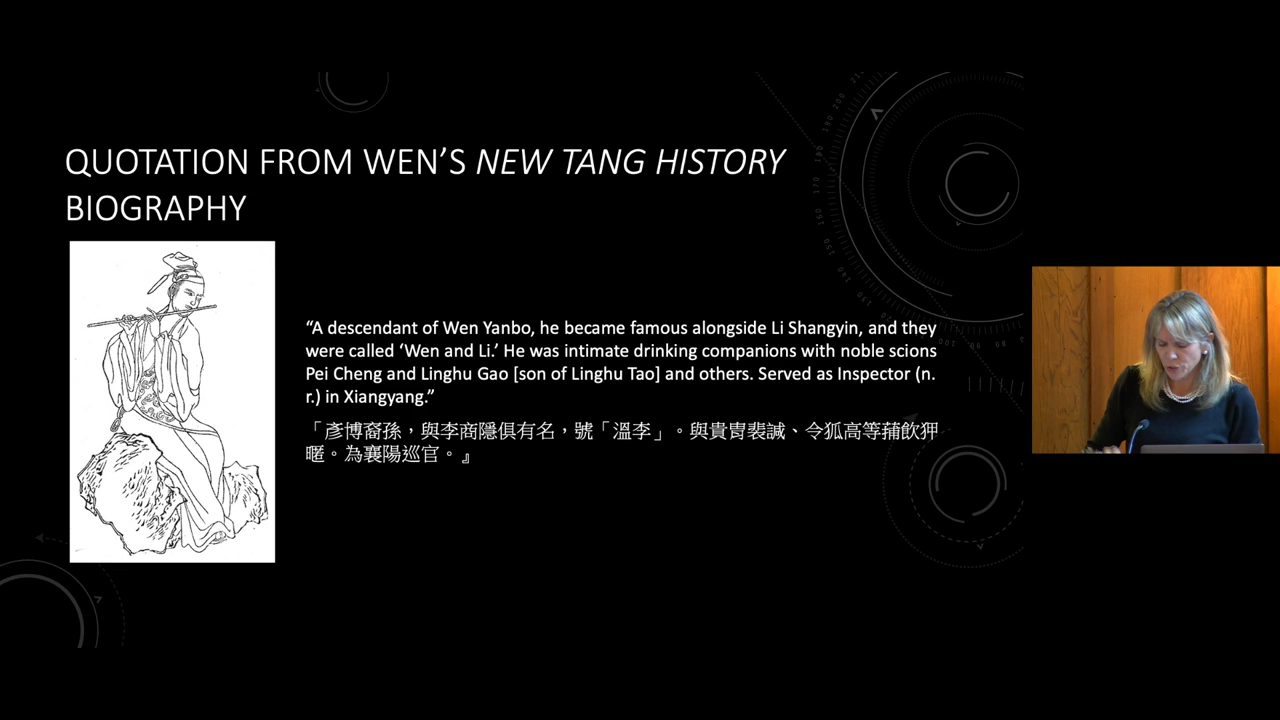 QUOTATION FROM WEN’S NEW TANG HISTORY
BIOGRAPHY
“A descendant of Wen Yanbo, he became famous alongside Li Shangyin, and they
were called ‘Wen and Li.’ He was intimate drinking companions with noble scions
Pei Cheng and Linghu Gao [son of Linghu Tao] and others. Served as Inspector (n.
r.) in Xiangyang.”
「彥博裔孫，與李商隱俱有名，號「溫李」。與貴冑裴諴、令狐高等蒱飲狎
暱。為襄陽巡官。』